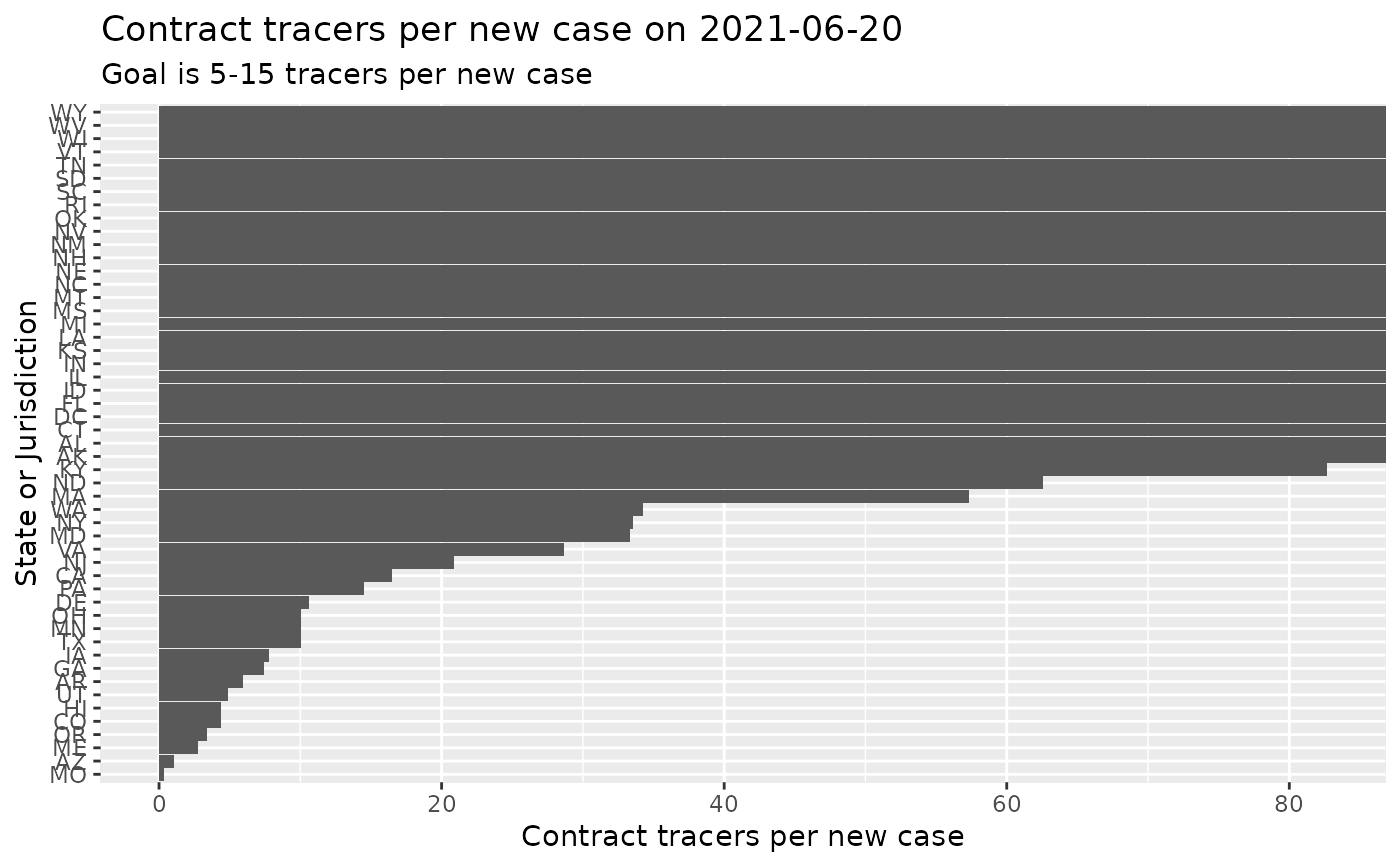 Contract tracers per new case on 2021-06-20
Goal is 5-15 tracers per new case
State or Jurisdiction
WY
WV
WI
VT
TN
SD
SC
RI
OK
NV
NM
NH
NE
NC
MT
MS
MI
LA
KS
IN
IL
ID
FL
DC
CT
AL
AK
KY
ND
MA
WA
NY
MD
VA
NJ
CA
PA
DE
OH
MN
TX
IA
GA
AR
UT
HI
CO
OR
ME
AZ
MO
0 20 40 60 80
Contract tracers per new case